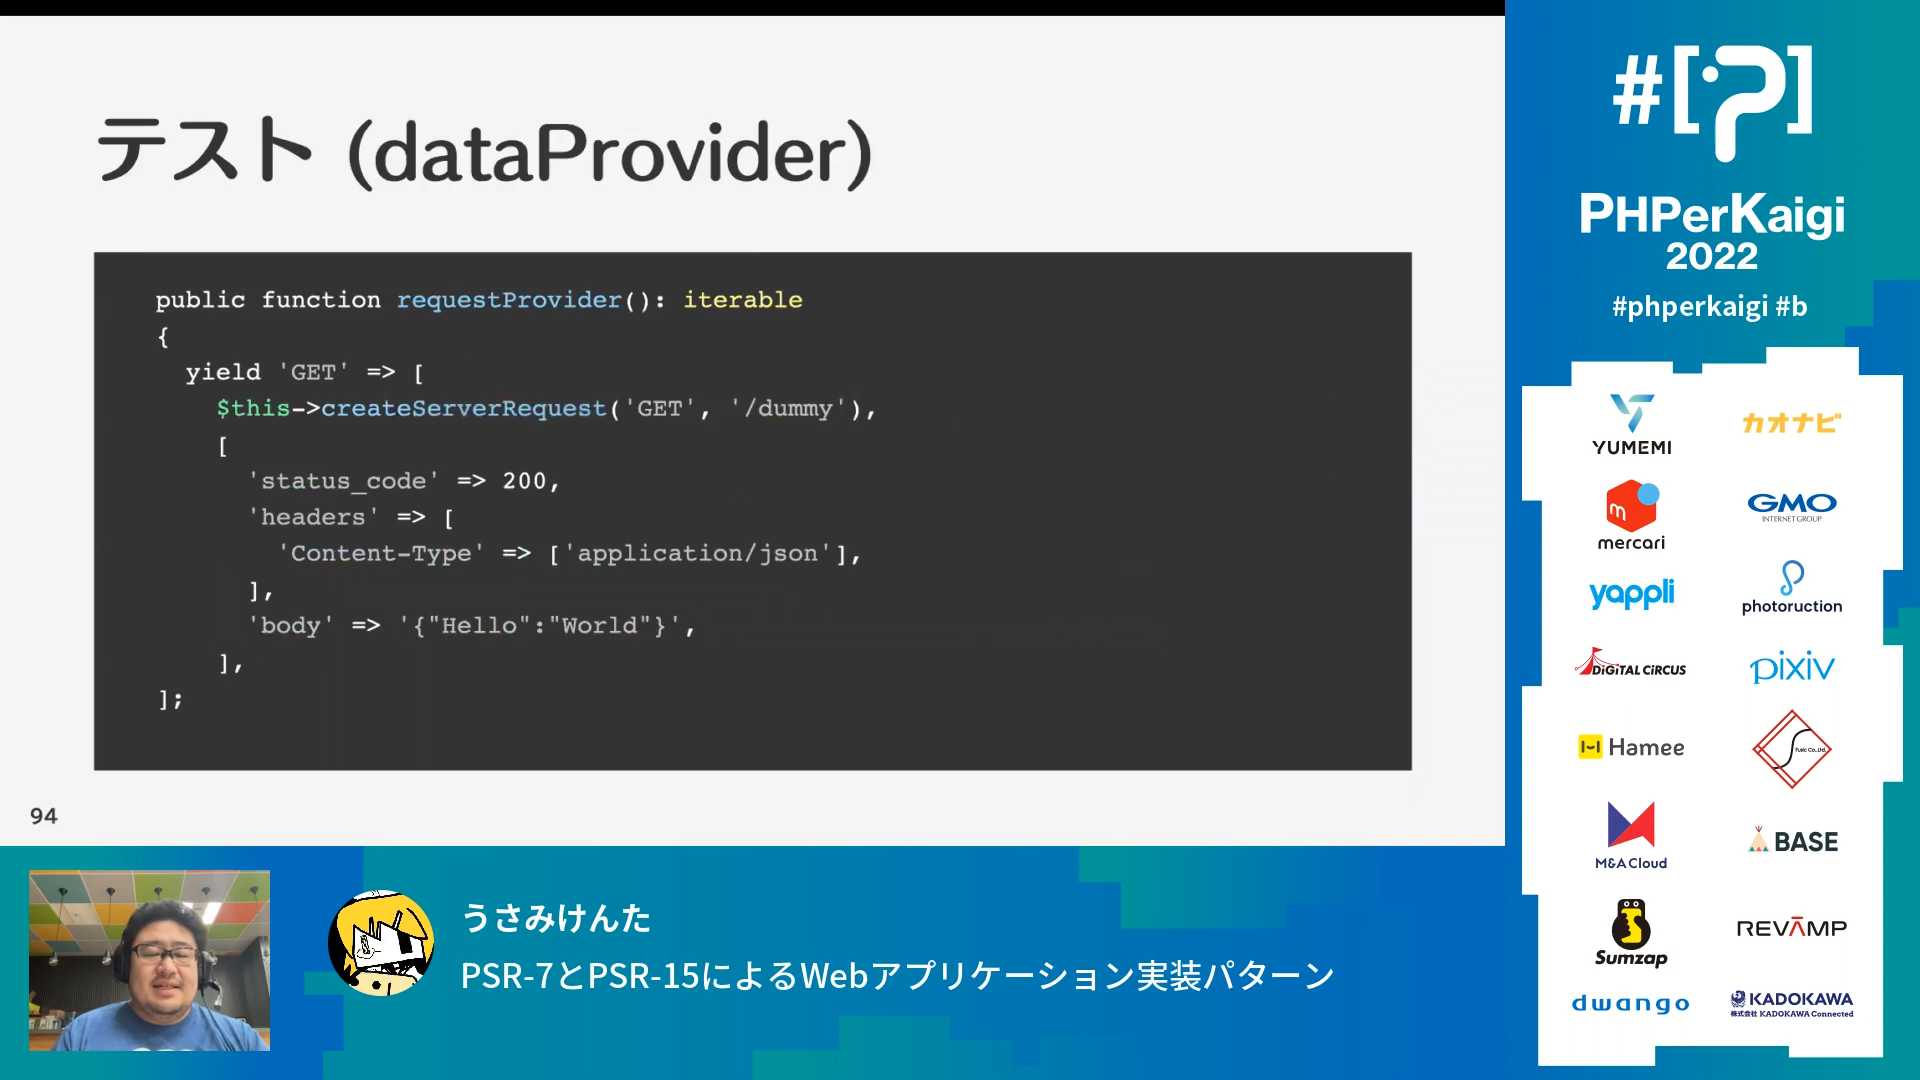 テスト (dataProvider)
public function requestProvider(): iterable
{
yield 'GET' => [
$this->createServerRequest('GET', '/dummy'),
[
'status_code' => 200,
'headers' => [
'Content-Type' => ['application/json'],
],
'body' => '{"Hello":"World"}',
],
];
94
うさみけんた
PSR-7とPSR-15によるWebアプリケーション実装パターン
#[?]
PHPerKaigi
2022
#phperkaigi #b
YUMEMI
カオナビ
mercari
GMO
INTERNET GROUP
yappli
photoruction
DiGiTAL CiRCUS
pixiv
Hamee
Fusic Co.,Ltd.
M&A Cloud
BASE
Sumzap
REVAMP
dwango
KADOKAWA
株式会社 KADOKAWA Connected